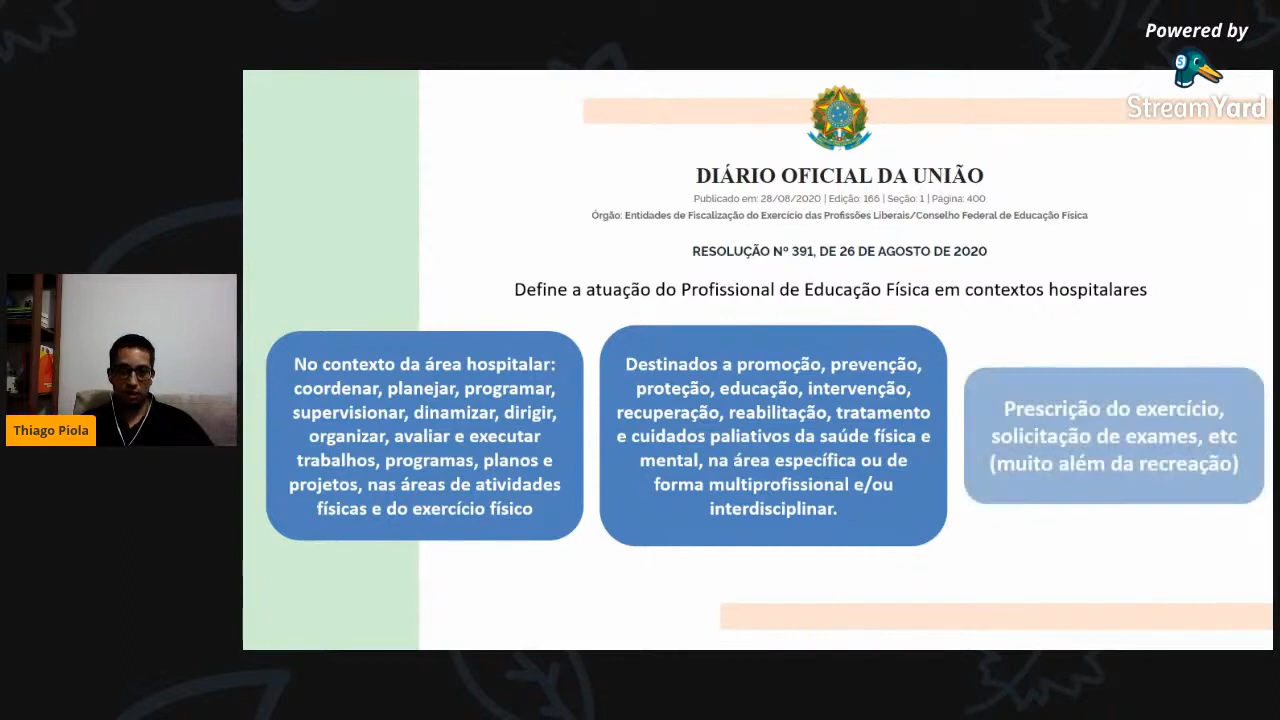 Powered by
StreamYard
DIÁRIO OFICIAL DA UNIÃO
Publicado em: 28/08/2020 | Edição: 166 | Seção: 1 | Página: 400
Órgão: Entidades de Fiscalização do Exercício das Profissões Liberais/Conselho Federal de Educação Física
RESOLUÇÃO Nº 391, DE 26 DE AGOSTO DE 2020
Define a atuação do Profissional de Educação Física em contextos hospitalares
No contexto da área hospitalar:
coordenar, planejar, programar,
supervisionar, dinamizar, dirigir,
organizar, avaliar e executar
trabalhos, programas, planos e
projetos, nas áreas de atividades
físicas e do exercício físico
Destinados a promoção, prevenção,
proteção, educação, intervenção,
recuperação, reabilitação, tratamento
e cuidados paliativos da saúde física e
mental, na área específica ou de
forma multiprofissional e/ou
interdisciplinar.
Prescrição do exercício,
solicitação de exames, etc
(muito além da recreação)
Thiago Piola